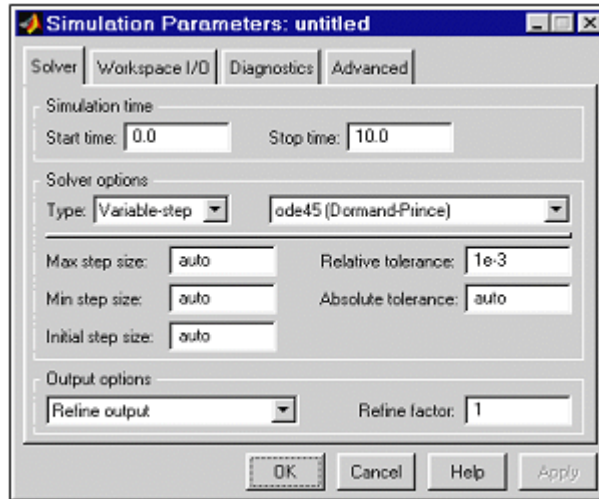 Simulation Parameters: untitled
Solver Workspace I/O Diagnostics Advanced
Simulation time
Start time: 0.0 Stop time: 10.0
Solver options
Type: Variable-step ode45 (Dormand-Prince)
Max step size: auto Relative tolerance: 1e-3
Min step size: auto Absolute tolerance: auto
Initial step size: auto
Output options
Refine output Refine factor: 1
OK Cancel Help Apply